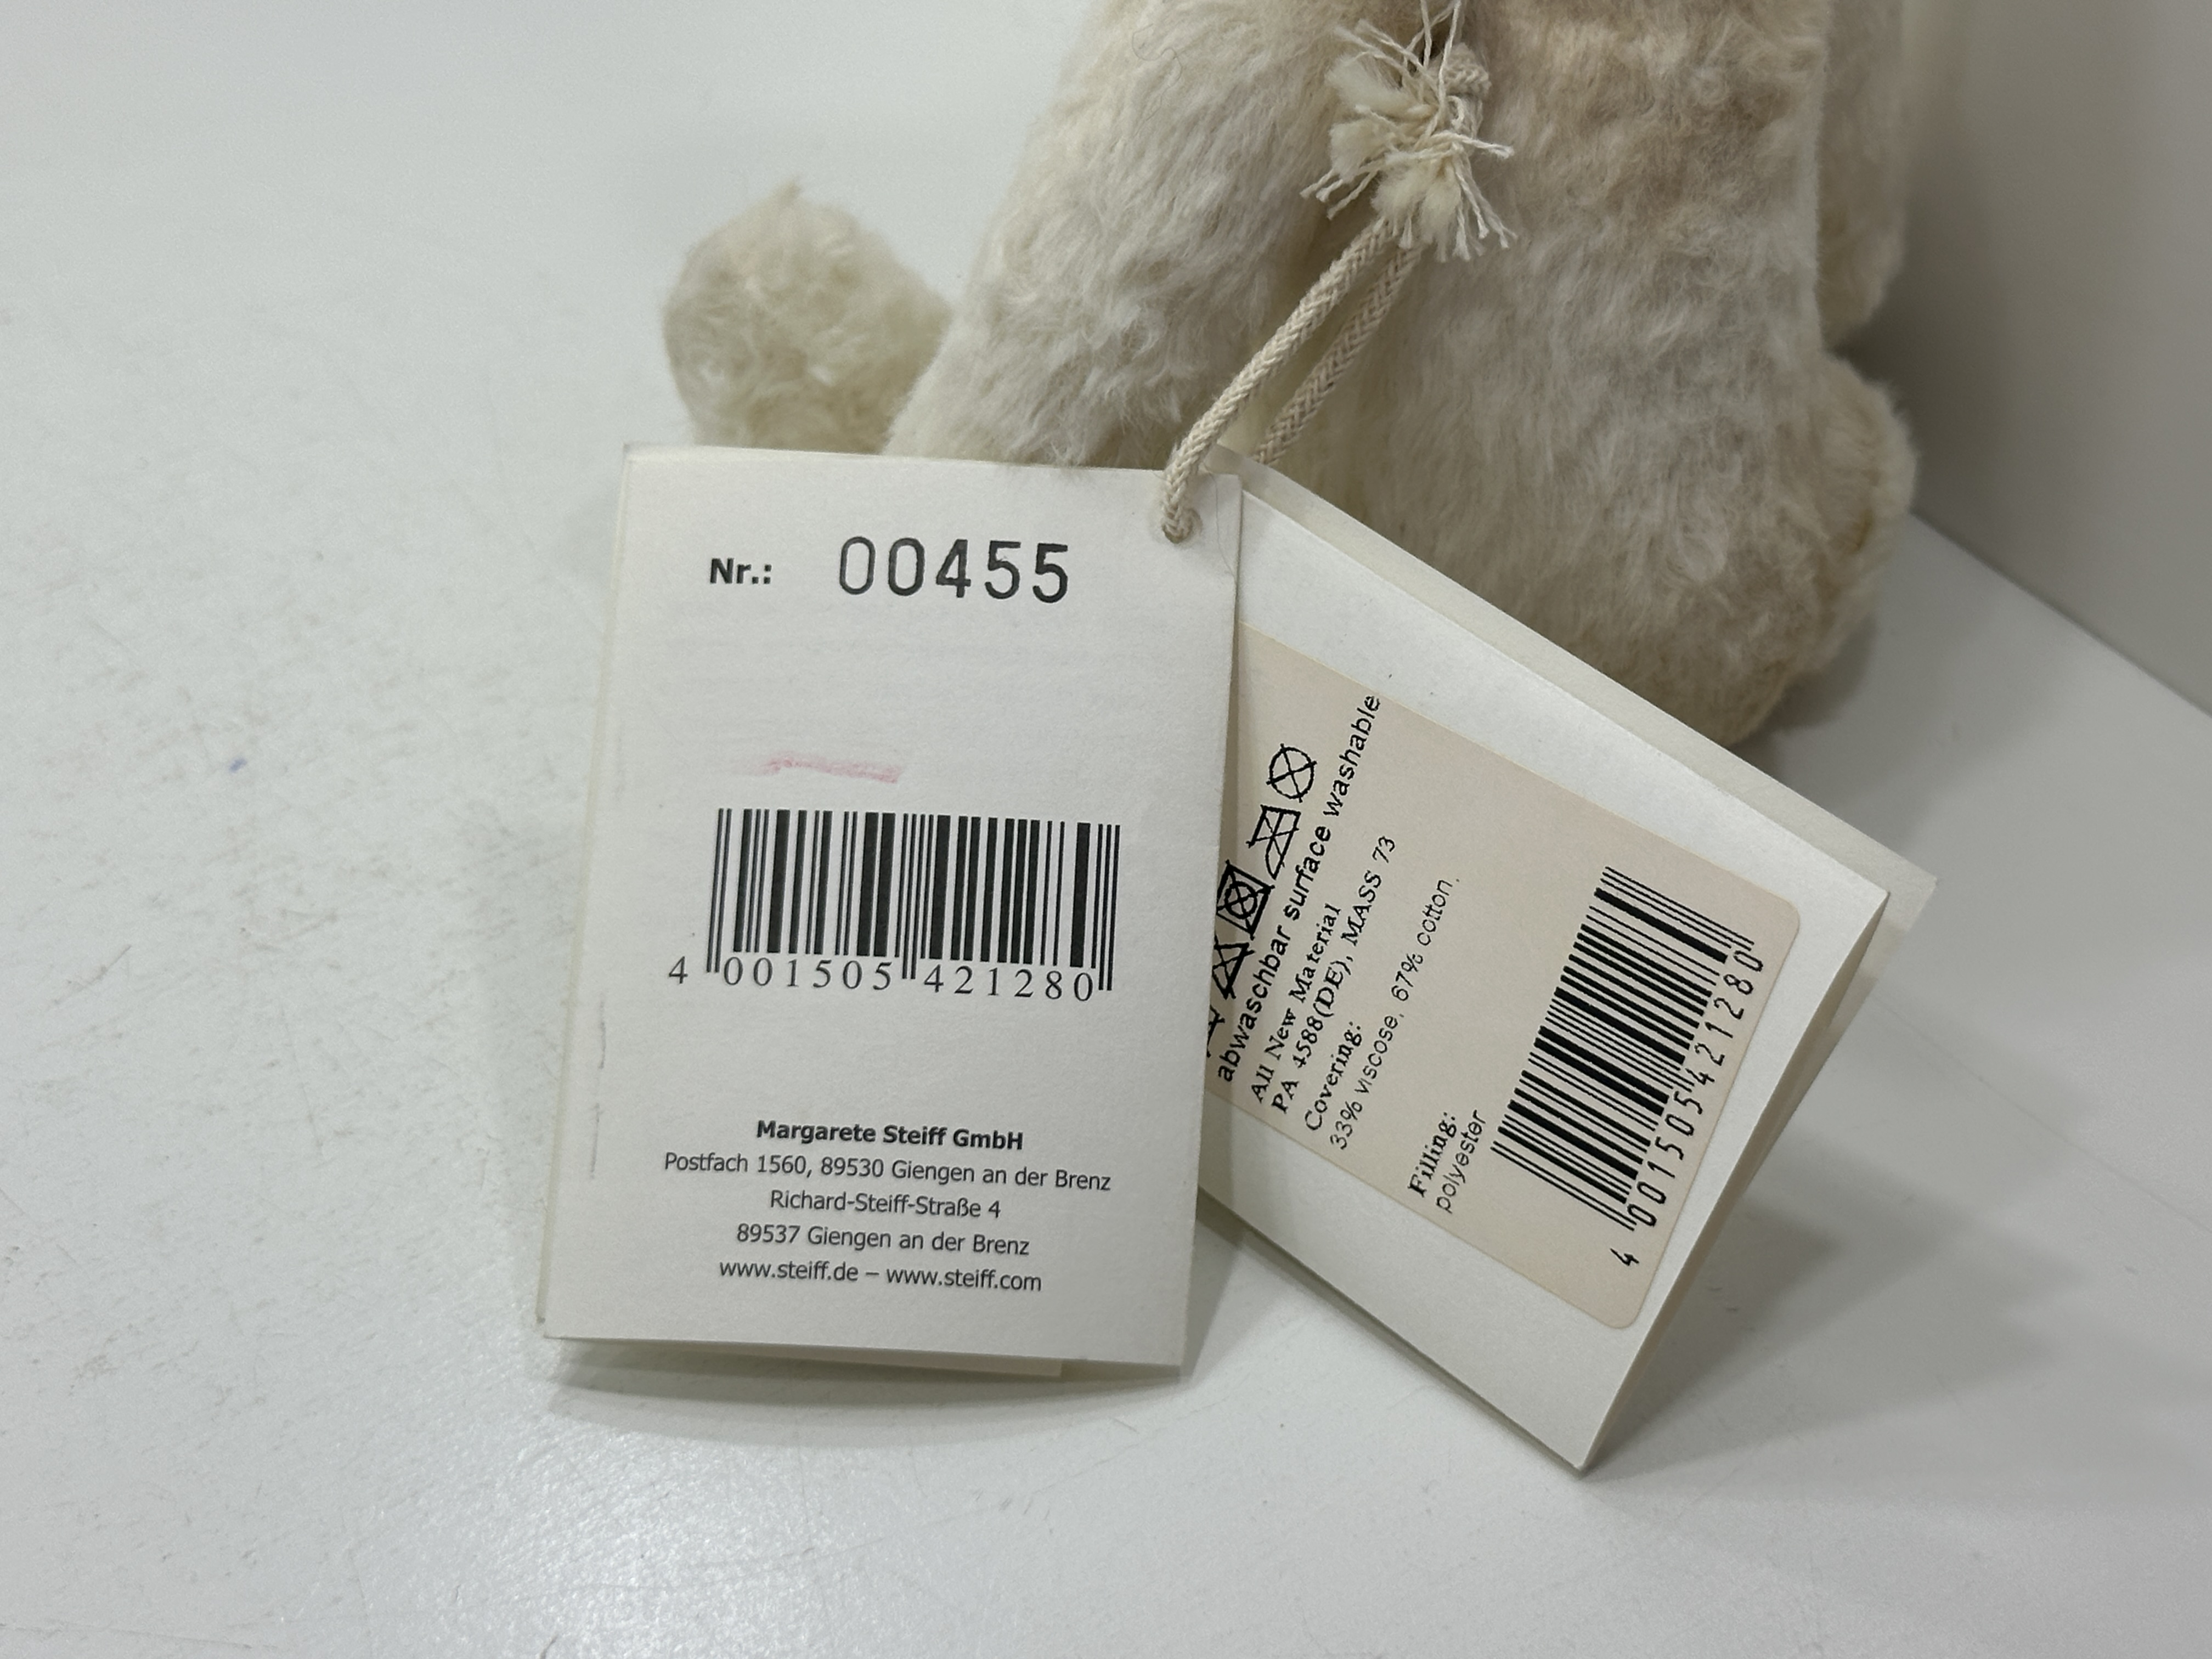 Nr.: 00455
4 001505 421280
Margarete Steiff GmbH
Postfach 1560, 89530 Giengen an der Brenz
Richard-Steiff-Straße 4
89537 Giengen an der Brenz
www.steiff.de – www.steiff.com
abwaschbar surface washable
All New Material
PA 4588(DE), MASS 73
Covering:
33% viscose, 67% cotton,
Filling:
polyester
4 001505 421280